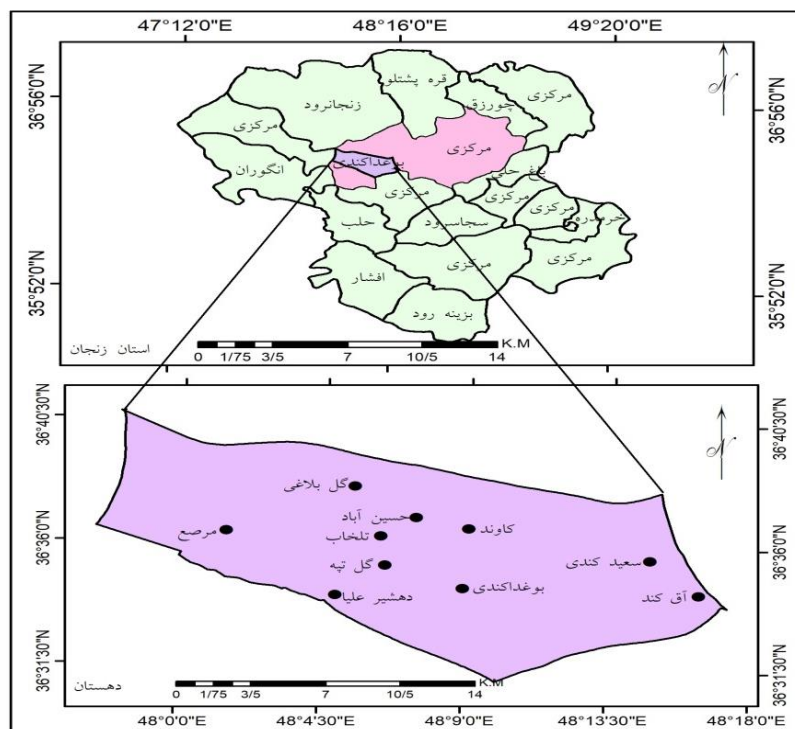 47°12'0"E 48°16'0"E 49°20'0"E
36°56'0"N
36°56'0"N
35°52'0"N
35°52'0"N
N
قره پشتلو
چورزق
مرکزی
زنجانرود
مرکزی
مرکزی
بوغداکندی
انگوران
باغ حلی
مرکزی
مرکزی
مرکزی
خرمدره
حلب
سجاسرود
مرکزی
مرکزی
افشار
بزینه رود
استان زنجان
K.M
0 1/75 3/5 7 10/5 14
36°40'30"N
36°40'30"N
36°36'0"N
36°36'0"N
36°31'30"N
36°31'30"N
N
گل بلاغی
حسین آباد
کاوند
مرصع
تلخاب
سعید کندی
گل تپه
بوغداکندی
دهشیر علیا
آق کند
دهستان
K.M
0 1/75 3/5 7 10/5 14
48°0'0"E 48°4'30"E 48°9'0"E 48°13'30"E 48°18'0"E